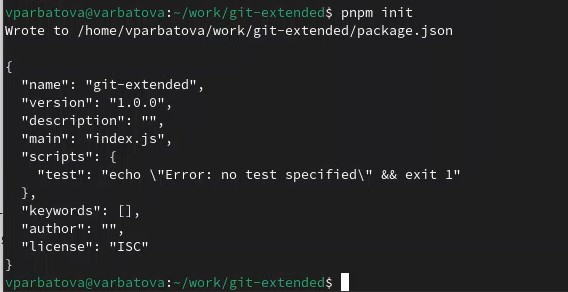 vparbatova@varbatova:~/work/git-extended$ pnpm init
Wrote to /home/vparbatova/work/git-extended/package.json
{
"name": "git-extended",
"version": "1.0.0",
"description": "",
"main": "index.js",
"scripts": {
"test": "echo \"Error: no test specified\" && exit 1"
},
"keywords": [],
"author": "",
"license": "ISC"
}
vparbatova@varbatova:~/work/git-extended$